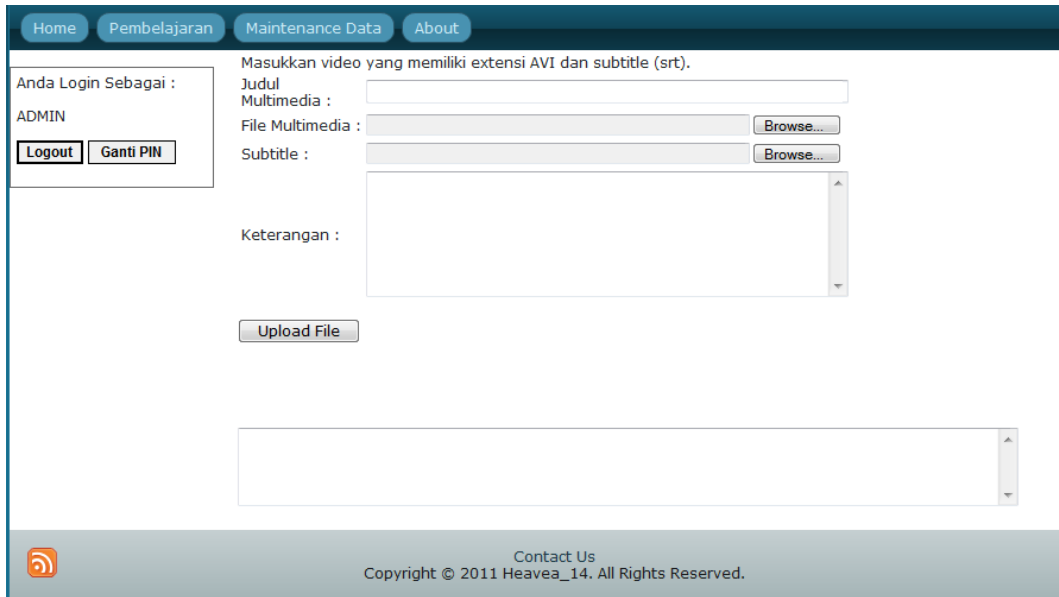 Home Pembelajaran Maintenance Data About
Anda Login Sebagai :
ADMIN
Logout Ganti PIN
Masukkan video yang memiliki extensi AVI dan subtitle (srt).
Judul
Multimedia :
File Multimedia : Browse...
Subtitle : Browse...
Keterangan :
Upload File
Contact Us
Copyright © 2011 Heavea_14. All Rights Reserved.